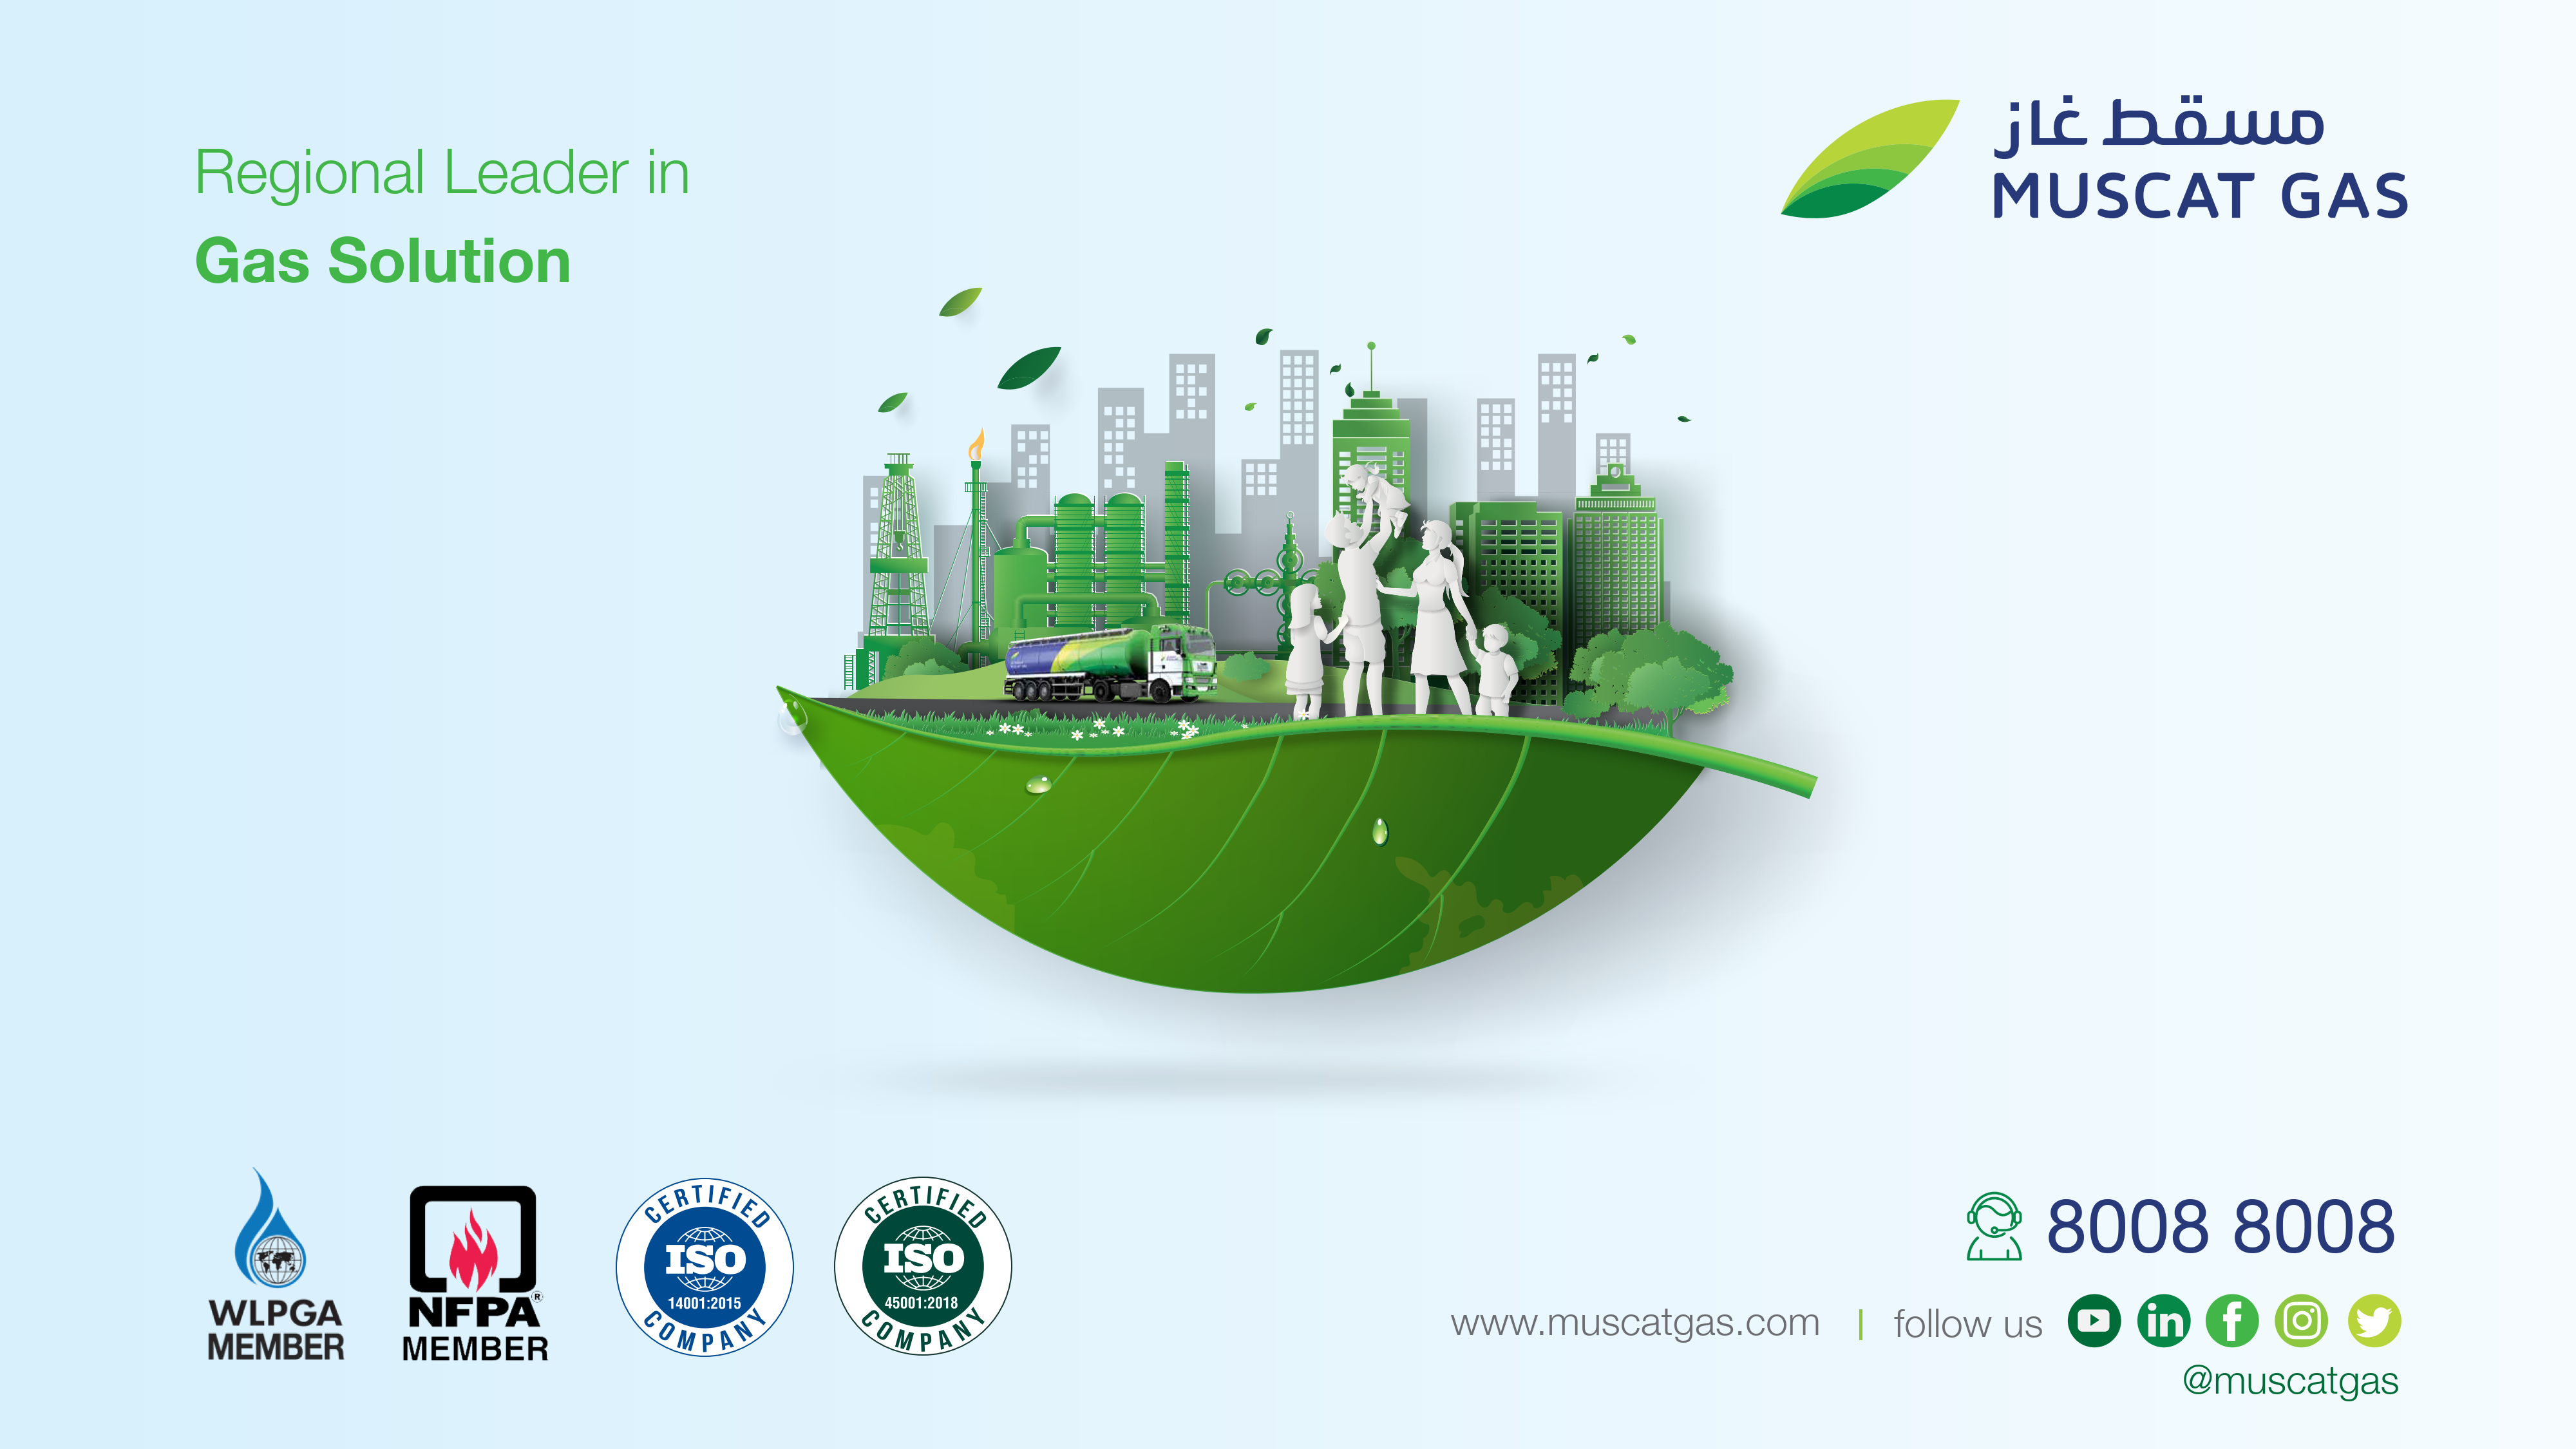 Regional Leader in
Gas Solution
مسقط غاز
MUSCAT GAS
WLPGA
MEMBER
NFPA®
MEMBER
CERTIFIED
ISO
14001:2015
COMPANY
CERTIFIED
ISO
45001:2018
COMPANY
8008 8008
www.muscatgas.com | follow us
@muscatgas